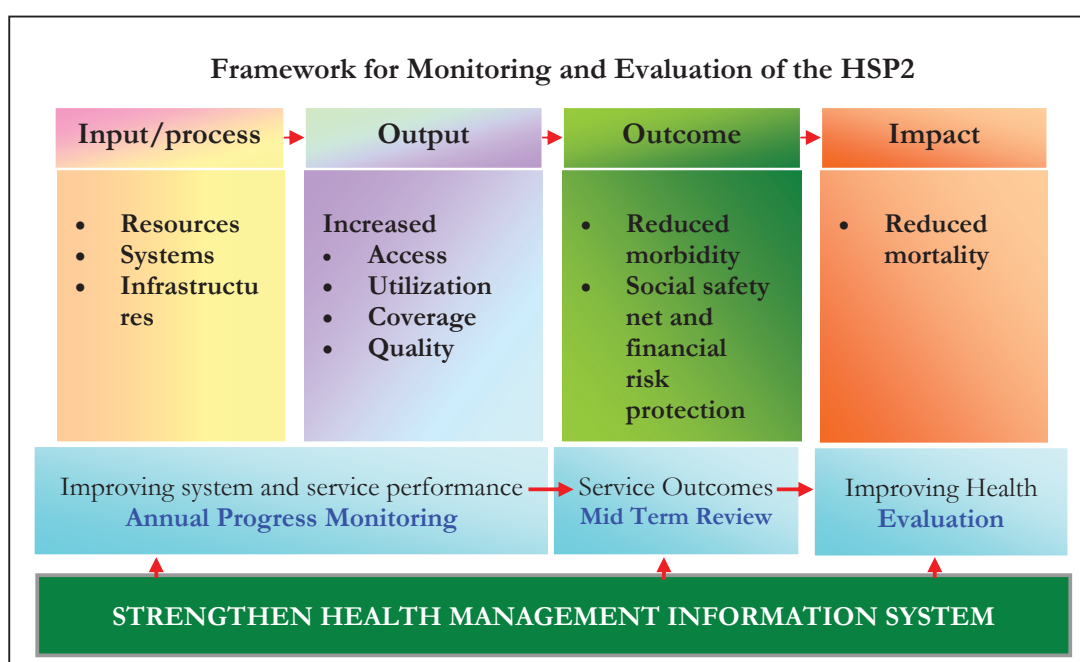 Framework for Monitoring and Evaluation of the HSP2
Input/process
Output
Outcome
Impact
• Resources
• Systems
• Infrastructu
res
Increased
• Access
• Utilization
• Coverage
• Quality
• Reduced
morbidity
• Social safety
net and
financial
risk
protection
• Reduced
mortality
Improving system and service performance
Annual Progress Monitoring
Service Outcomes
Mid Term Review
Improving Health
Evaluation
STRENGTHEN HEALTH MANAGEMENT INFORMATION SYSTEM